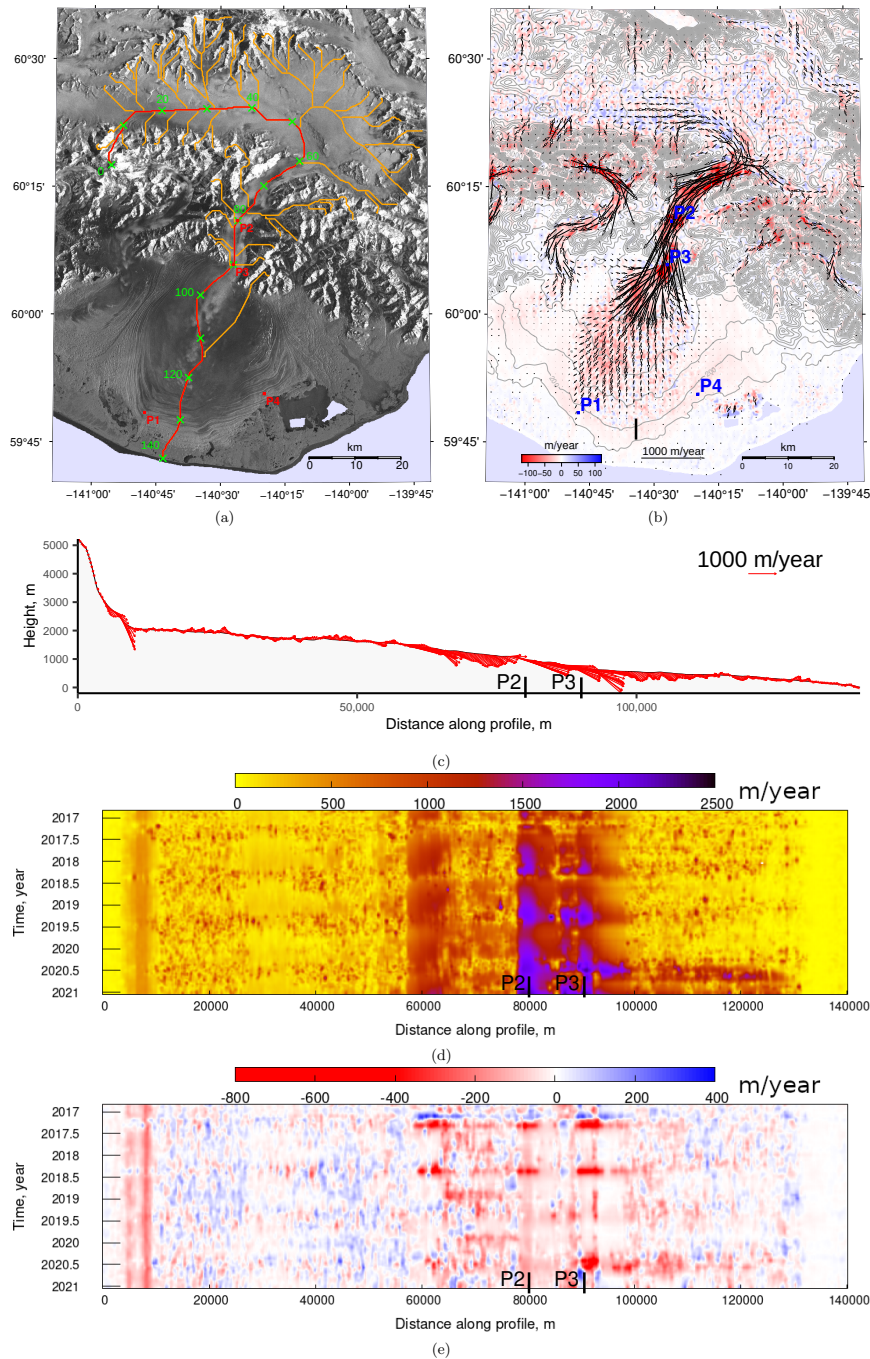 60°30'
60°15'
60°00'
59°45'
0
100
120
140
P1
km
0 10 20
−141°00' −140°45' −140°30' −140°15' −140°00' −139°45'
(a)
60°30'
60°15'
60°00'
59°45'
P2
P3
P4
P1
m/year
−100 −50 0 50 100
1000 m/year
km
0 10 20
−141°00' −140°45' −140°30' −140°15' −140°00' −139°45'
(b)
Height, m
5000
4000
3000
2000
1000
0
1000 m/year
P2
P3
50,000
100,000
0
Distance along profile, m
(c)
0 500 1000 1500 2000 2500
m/year
Time, year
2017
2017.5
2018
2018.5
2019
2019.5
2020
2020.5
2021
P2
P3
0 20000 40000 60000 80000 100000 120000 140000
Distance along profile, m
(d)
-800 -600 -400 -200 0 200 400
m/year
Time, year
2017
2017.5
2018
2018.5
2019
2019.5
2020
2020.5
2021
P2
P3
0 20000 40000 60000 80000 100000 120000 140000
Distance along profile, m
(e)